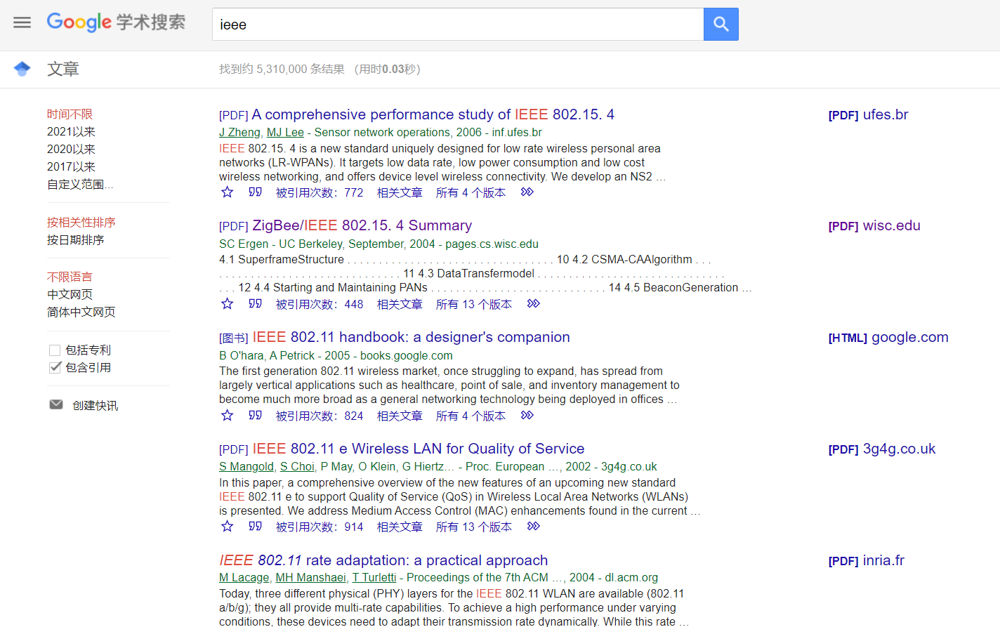 Google 学术搜索
ieee
文章
找到约 5,310,000 条结果 （用时0.03秒）
时间不限
2021以来
2020以来
2017以来
自定义范围...
按相关性排序
按日期排序
不限语言
中文网页
简体中文网页
包括专利
包含引用
创建快讯
[PDF] A comprehensive performance study of IEEE 802.15. 4
J Zheng, MJ Lee - Sensor network operations, 2006 - inf.ufes.br
IEEE 802.15. 4 is a new standard uniquely designed for low rate wireless personal area
networks (LR-WPANs). It targets low data rate, low power consumption and low cost
wireless networking, and offers device level wireless connectivity. We develop an NS2 …
被引用次数：772 相关文章 所有 4 个版本
[PDF] ufes.br
[PDF] ZigBee/IEEE 802.15. 4 Summary
SC Ergen - UC Berkeley, September, 2004 - pages.cs.wisc.edu
4.1 SuperframeStructure . . . . . . . . . . . . . . . . . . . . . . . . . . . . . . . . . 10 4.2 CSMA-CAAlgorithm . . .
. . . . . . . . . . . . . . . . . . . . . . . . . . . . . 11 4.3 DataTransfermodel . . . . . . . . . . . . . . . . . . . . . . . . . . . . . .
. . . 12 4.4 Starting and Maintaining PANs . . . . . . . . . . . . . . . . . . . . . . . . . . . . 14 4.5 BeaconGeneration …
被引用次数：448 相关文章 所有 13 个版本
[PDF] wisc.edu
[图书] IEEE 802.11 handbook: a designer's companion
B O'hara, A Petrick - 2005 - books.google.com
The first generation 802.11 wireless market, once struggling to expand, has spread from
largely vertical applications such as healthcare, point of sale, and inventory management to
become much more broad as a general networking technology being deployed in offices …
被引用次数：824 相关文章 所有 4 个版本
[HTML] google.com
[PDF] IEEE 802.11 e Wireless LAN for Quality of Service
S Mangold, S Choi, P May, O Klein, G Hiertz… - Proc. European …, 2002 - 3g4g.co.uk
In this paper, a comprehensive overview of the new features of an upcoming new standard
IEEE 802.11 e to support Quality of Service (QoS) in Wireless Local Area Networks (WLANs)
is presented. We address Medium Access Control (MAC) enhancements found in the current …
被引用次数：914 相关文章 所有 13 个版本
[PDF] 3g4g.co.uk
IEEE 802.11 rate adaptation: a practical approach
M Lacage, MH Manshaei, T Turletti - Proceedings of the 7th ACM …, 2004 - dl.acm.org
Today, three different physical (PHY) layers for the IEEE 802.11 WLAN are available (802.11
a/b/g); they all provide multi-rate capabilities. To achieve a high performance under varying
conditions, these devices need to adapt their transmission rate dynamically. While this rate …
[PDF] inria.fr